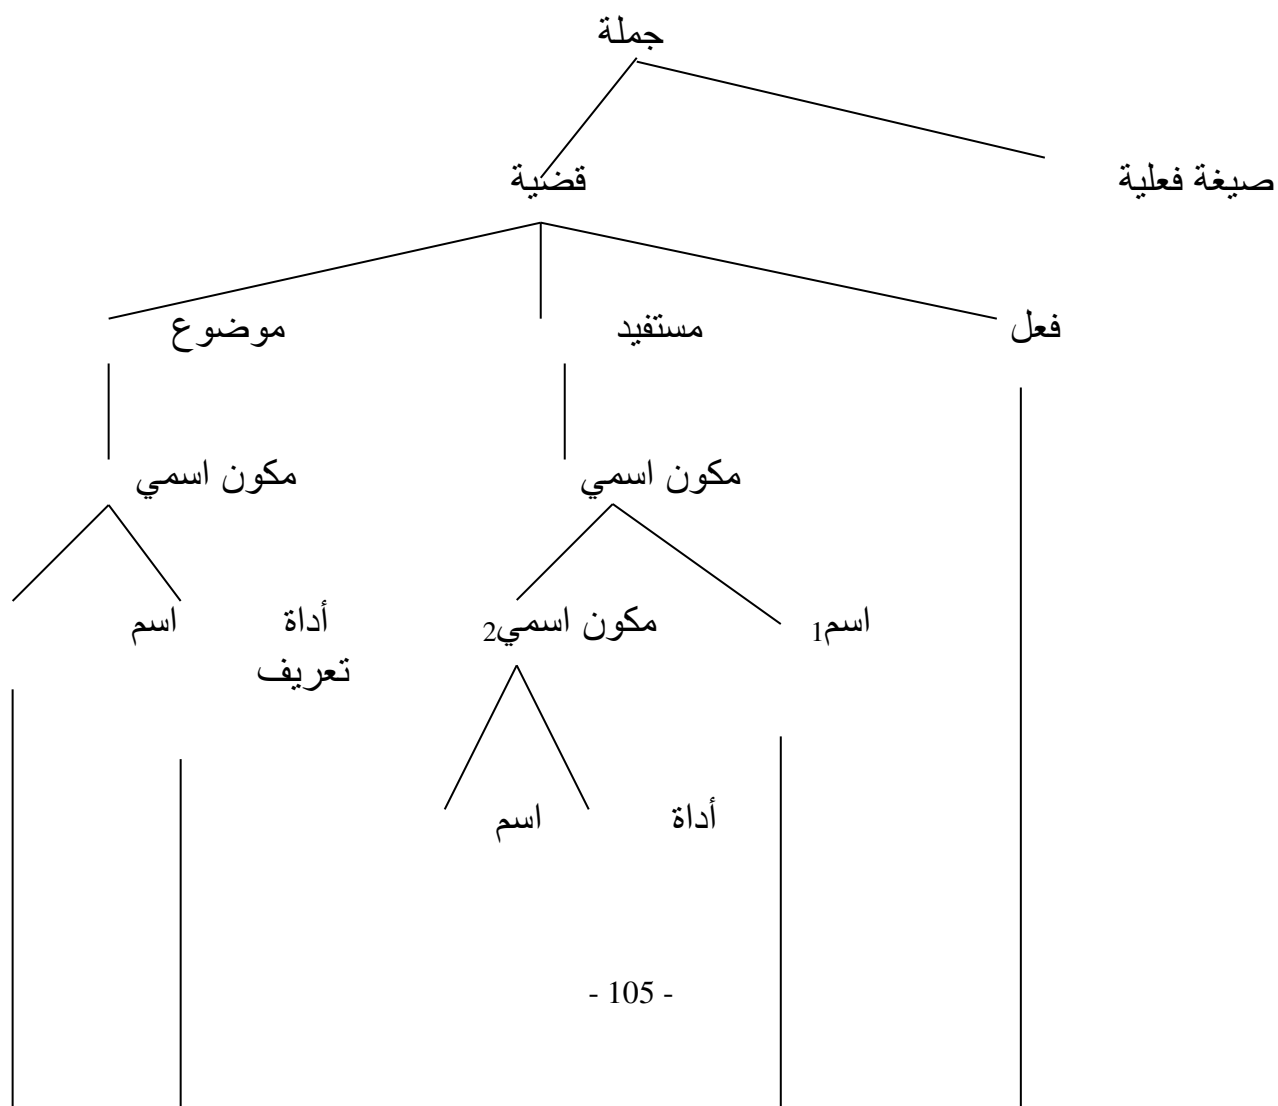 جملة
صيغة فعلية قضية
فعل مستفيد موضوع
مكون اسمي مكون اسمي
اسم1 مكون اسمي2 أداة اسم
تعريف
أداة اسم
- 105 -